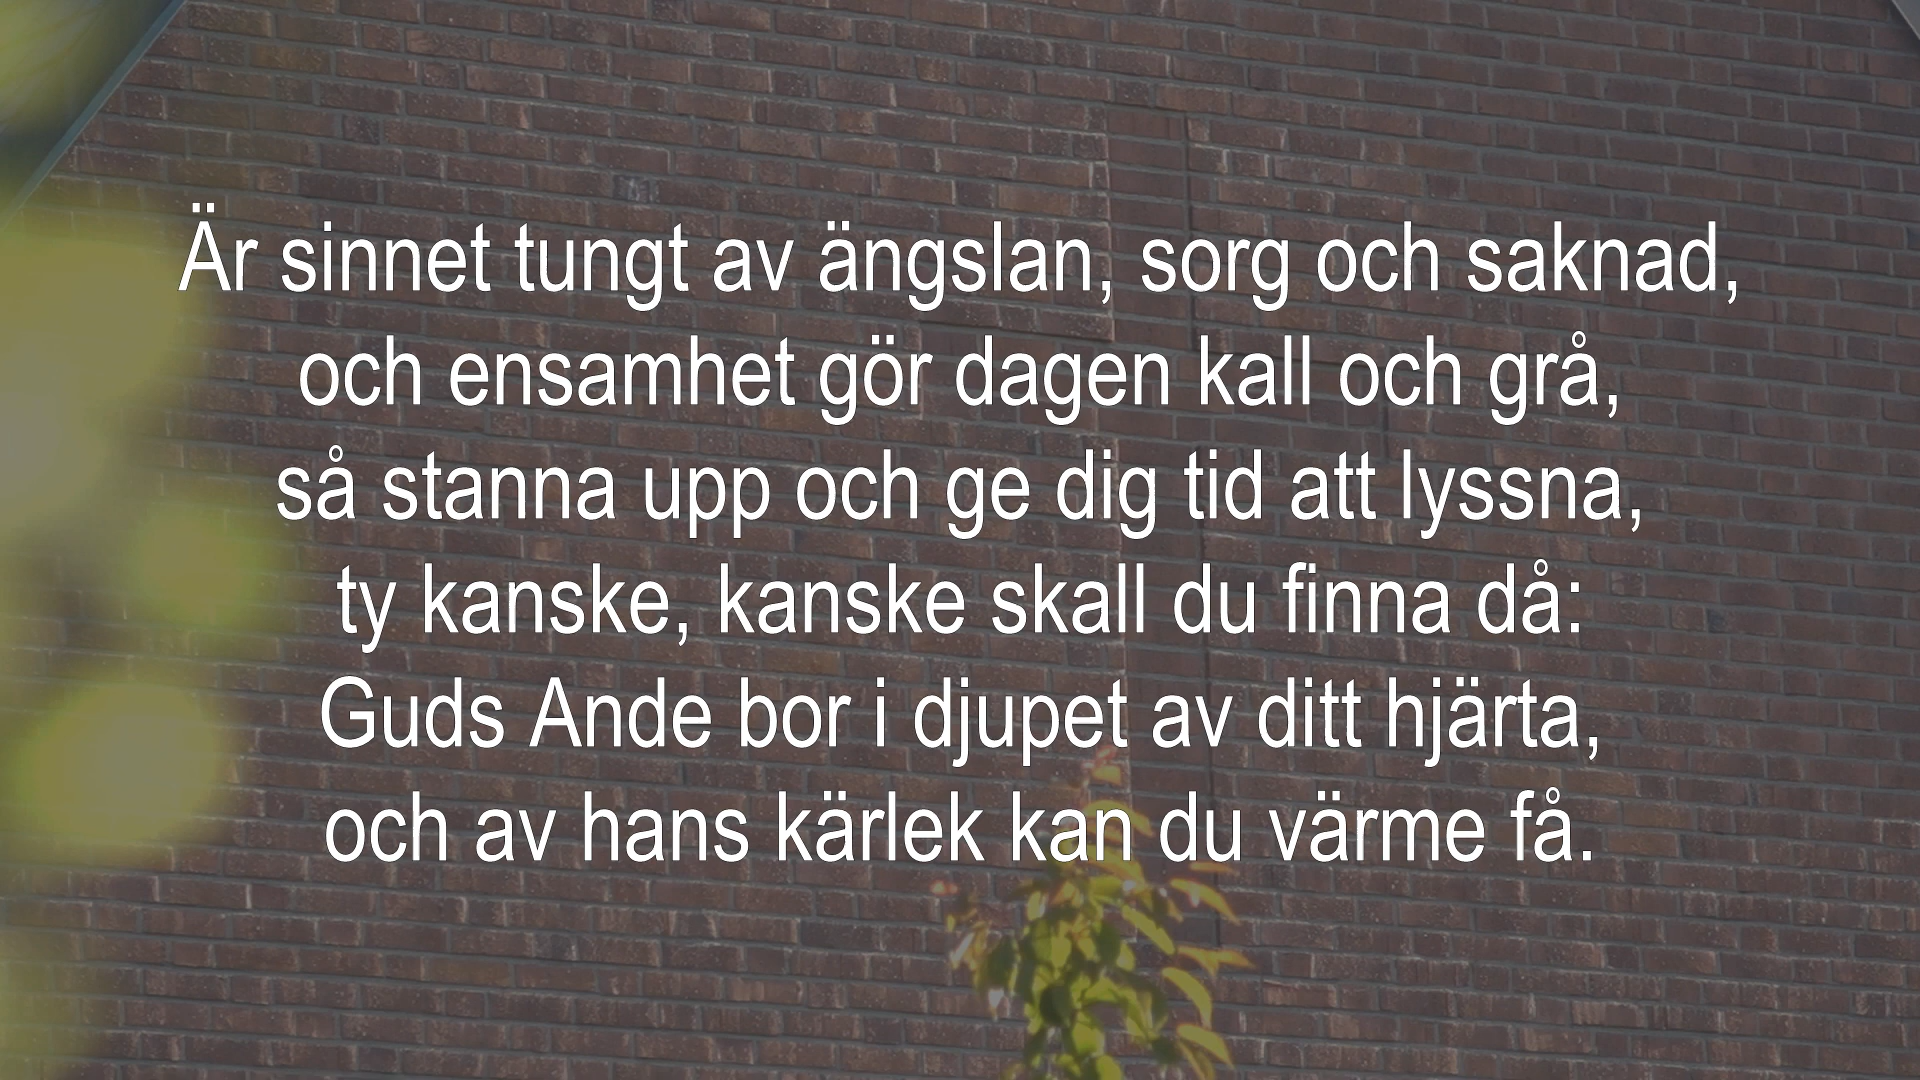 Är sinnet tungt av ängslan, sorg och saknad,
och ensamhet gör dagen kall och grå,
så stanna upp och ge dig tid att lyssna,
ty kanske, kanske skall du finna då:
Guds Ande bor i djupet av ditt hjärta,
och av hans kärlek kan du värme få.